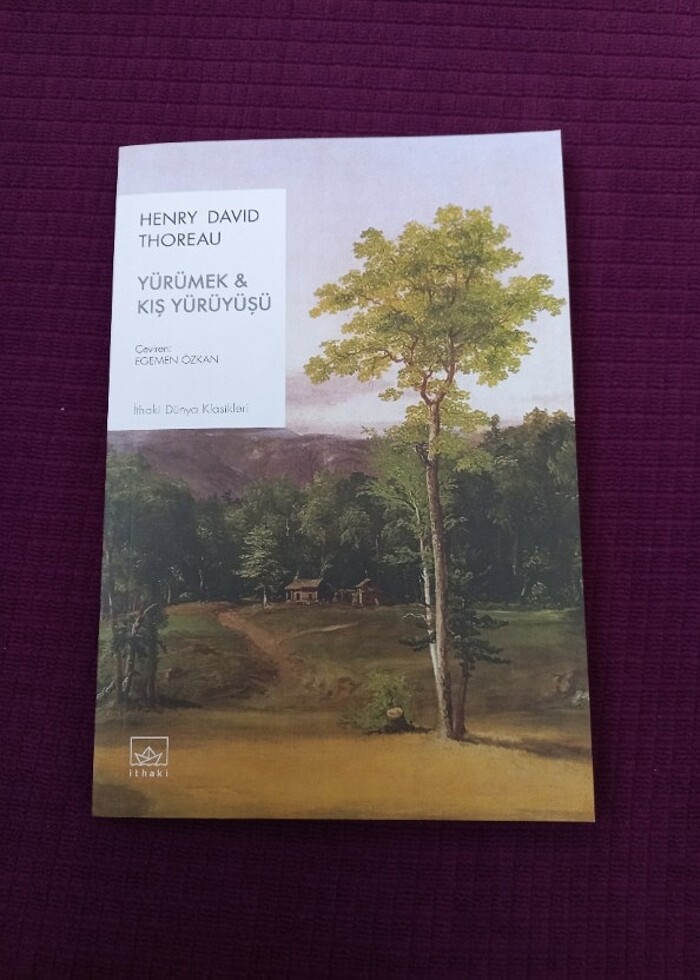 HENRY DAVID
THOREAU
YÜRÜMEK &
KIŞ YÜRÜYÜŞÜ
Çeviren:
EGEMEN ÖZKAN
İthaki Dünya Klasikleri
ithaki